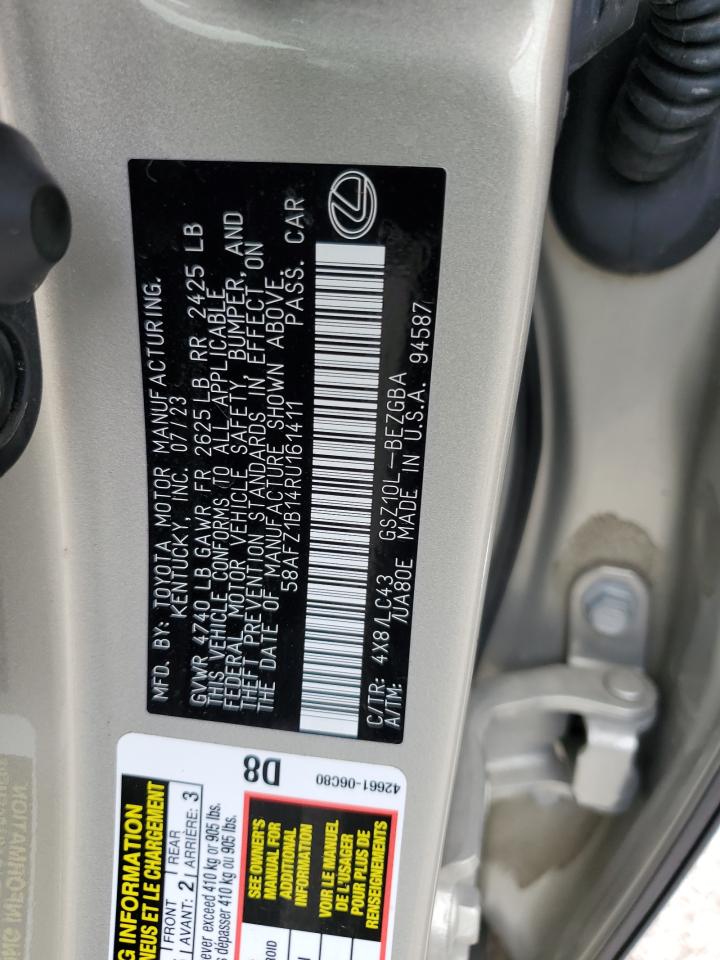 MFD. BY: TOYOTA MOTOR MANUFACTURING.
KENTUCKY, INC. 07/23
GVWR 4740 LB GAWR FR 2625 LB RR 2425 LB
THIS VEHICLE CONFORMS TO ALL APPLICABLE
FEDERAL MOTOR VEHICLE SAFETY, BUMPER, AND
THEFT PREVENTION STANDARDS IN EFFECT ON
THE DATE OF MANUFACTURE SHOWN ABOVE
58AFZ1B14RU161411 PASS. CAR
C/TR: 4X8/LC43 GSZ10L-BEZGBA
A/TM: /UA80E MADE IN U.S.A. 94587
INFORMATION
NEUS ET LE CHARGEMENT
FRONT REAR
AVANT: 2 ARRIÈRE: 3
never exceed 410 kg or 905 lbs.
dépasser 410 kg ou 905 lbs.
D8
SEE OWNER'S
MANUAL FOR
ADDITIONAL
INFORMATION
VOIR LE MANUEL
DE L'USAGER
POUR PLUS DE
RENSEIGNEMENTS
42661-06C80